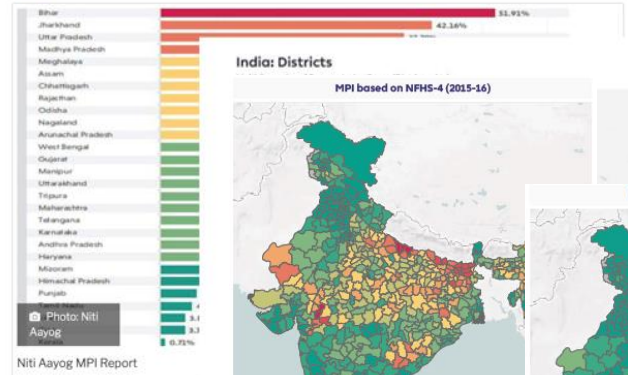 Bihar
51.91%
Jharkhand
42.16%
Uttar Pradesh
Madhya Pradesh
Meghalaya
Assam
Chhattisgarh
Rajasthan
Odisha
Nagaland
Arunachal Pradesh
West Bengal
Gujarat
Manipur
Uttarakhand
Tripura
Maharashtra
Telangana
Karnataka
Andhra Pradesh
Haryana
Mizoram
Himachal Pradesh
Punjab
0.71%
Photo: Niti
Aayog
Niti Aayog MPI Report
India: Districts
MPI based on NFHS-4 (2015-16)